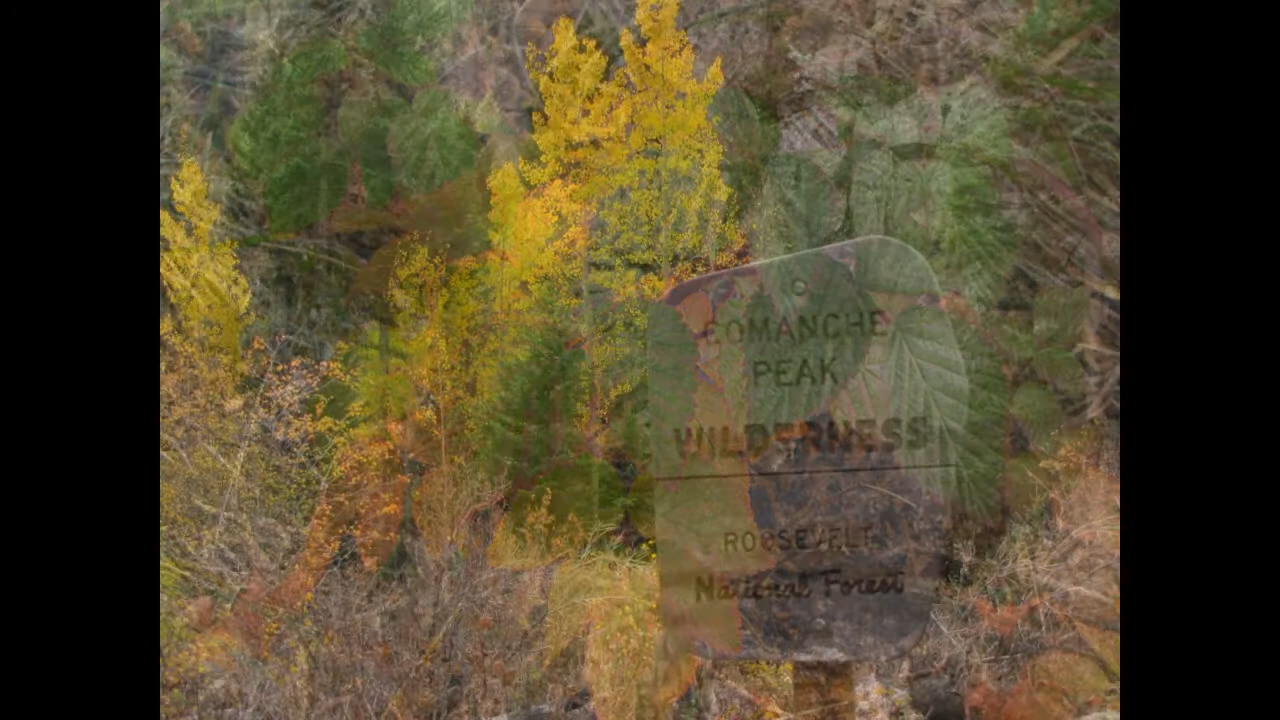 COMANCHE
PEAK
WILDERNESS
ROOSEVELT
National Forest